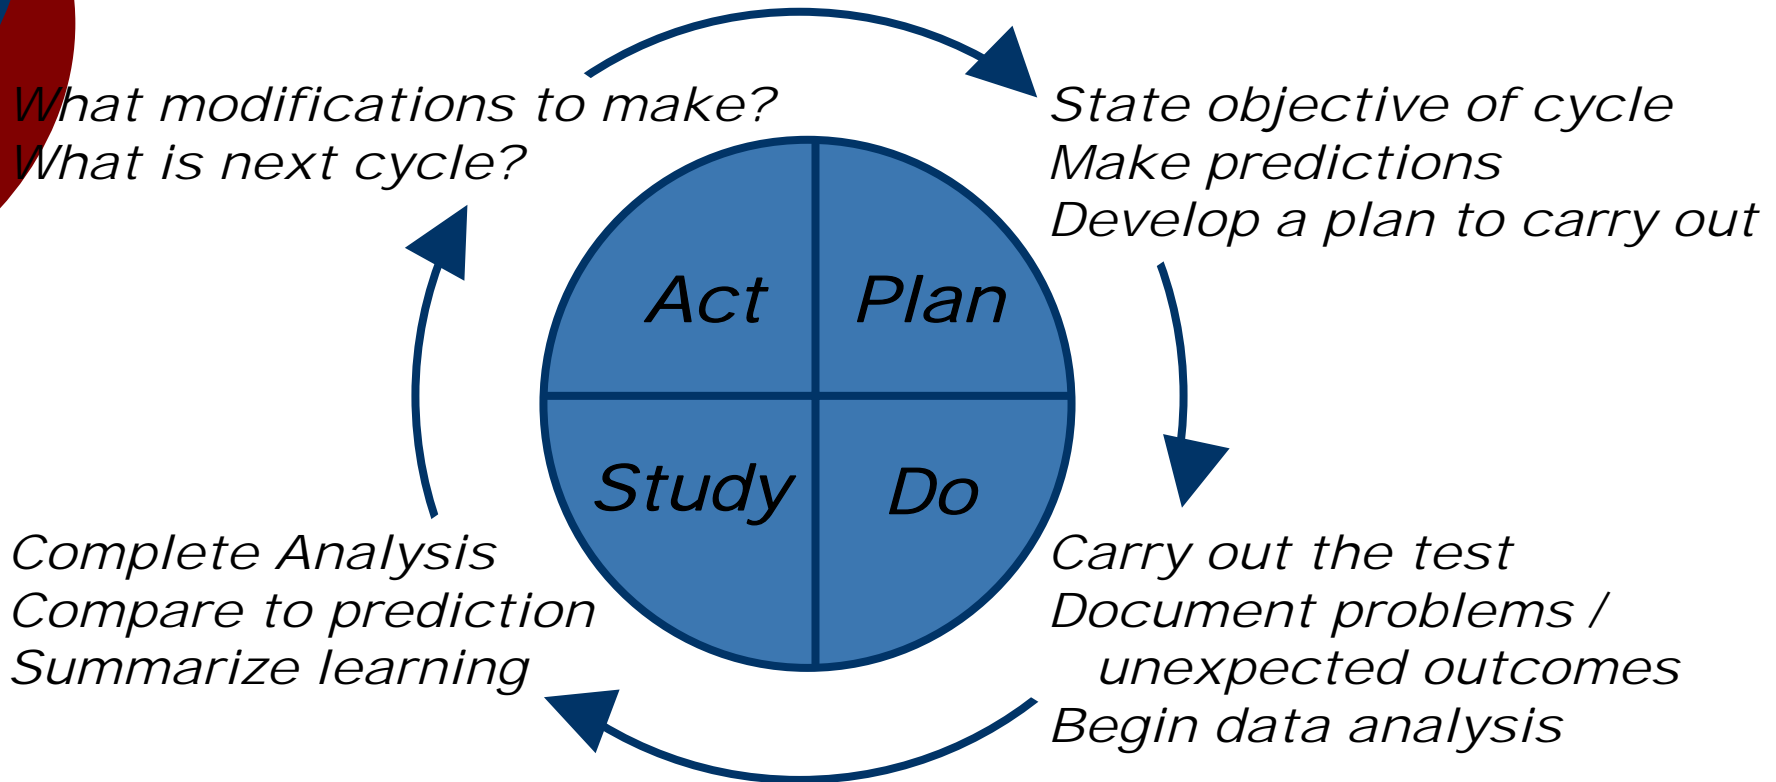 What modifications to make?
What is next cycle?
State objective of cycle
Make predictions
Develop a plan to carry out
Act
Plan
Study
Do
Complete Analysis
Compare to prediction
Summarize learning
Carry out the test
Document problems /
unexpected outcomes
Begin data analysis